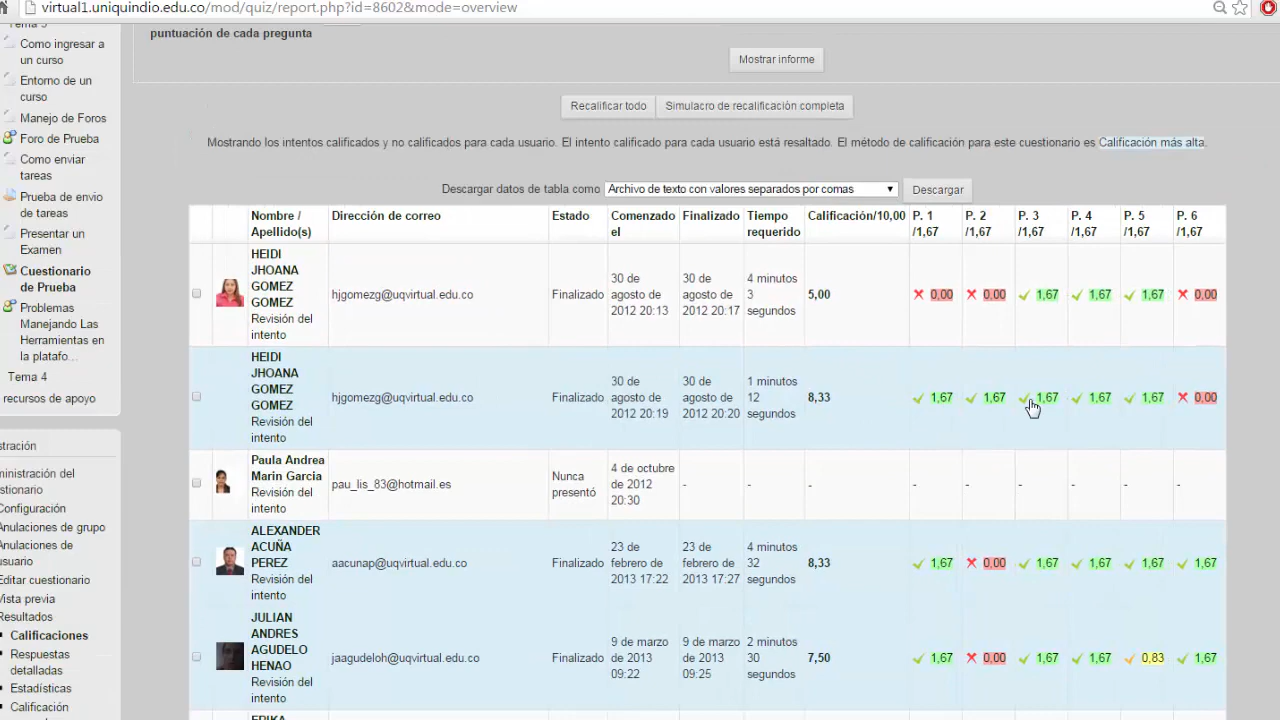 virtual1.uniquindio.edu.co/mod/quiz/report.php?id=8602&mode=overview
Como ingresar a
un curso
Entorno de un
curso
Manejo de Foros
Foro de Prueba
Como enviar
tareas
Prueba de envio
de tareas
Presentar un
Examen
Cuestionario
de Prueba
Problemas
Manejando Las
Herramientas en
la platafo...
Tema 4
recursos de apoyo
stración
ministración del
estionario
Configuración
Anulaciones de grupo
Anulaciones de
usuario
Editar cuestionario
Vista previa
Resultados
Calificaciones
Respuestas
detalladas
Estadísticas
Calificación
puntuación de cada pregunta
Mostrar informe
Recalificar todo
Simulacro de recalificación completa
Mostrando los intentos calificados y no calificados para cada usuario. El intento calificado para cada usuario está resaltado. El método de calificación para este cuestionario es Calificación más alta.
Descargar datos de tabla como Archivo de texto con valores separados por comas Descargar
Nombre / Apellido(s) Dirección de correo Estado Comenzado el Finalizado Tiempo requerido Calificación/10,00 P. 1 /1,67 P. 2 /1,67 P. 3 /1,67 P. 4 /1,67 P. 5 /1,67 P. 6 /1,67
HEIDI JHOANA GOMEZ GOMEZ Revisión del intento hjgomezg@uqvirtual.edu.co Finalizado 30 de agosto de 2012 20:13 30 de agosto de 2012 20:17 4 minutos 3 segundos 5,00 0,00 0,00 1,67 1,67 1,67 0,00
HEIDI JHOANA GOMEZ GOMEZ Revisión del intento hjgomezg@uqvirtual.edu.co Finalizado 30 de agosto de 2012 20:19 30 de agosto de 2012 20:20 1 minutos 12 segundos 8,33 1,67 1,67 1,67 1,67 1,67 0,00
Paula Andrea Marin Garcia Revisión del intento pau_lis_83@hotmail.es Nunca presentó 4 de octubre de 2012 20:30 - - - - - - - - -
ALEXANDER ACUÑA PEREZ Revisión del intento aacunap@uqvirtual.edu.co Finalizado 23 de febrero de 2013 17:22 23 de febrero de 2013 17:27 4 minutos 32 segundos 8,33 1,67 0,00 1,67 1,67 1,67 1,67
JULIAN ANDRES AGUDELO HENAO Revisión del intento jaagudeloh@uqvirtual.edu.co Finalizado 9 de marzo de 2013 09:22 9 de marzo de 2013 09:25 2 minutos 30 segundos 7,50 1,67 0,00 1,67 1,67 0,83 1,67
ERIKA